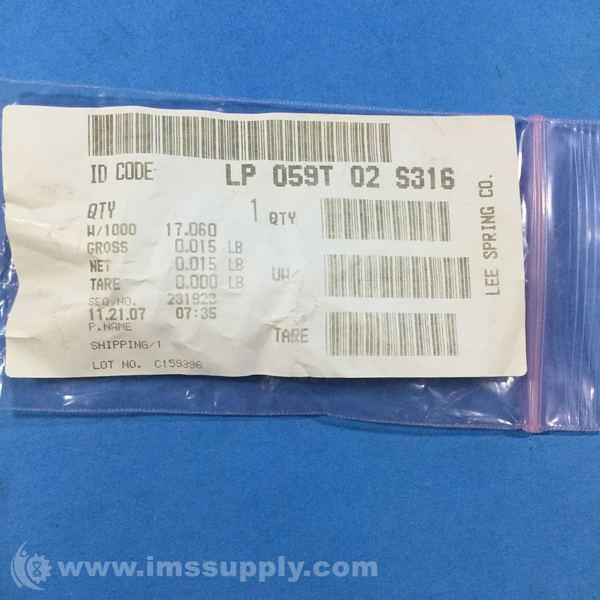 ID CODE LP 059T 02 S316
QTY 1 QTY
W/1000 17.060
GROSS 0.015 LB
NET 0.015 LB UW/
TARE 0.000 LB
SEQ NO. 231923
11.21.07 07:35 TARE
P.NAME
SHIPPING/1
LOT NO. C159396
LEE SPRING CO.
www.imssupply.com